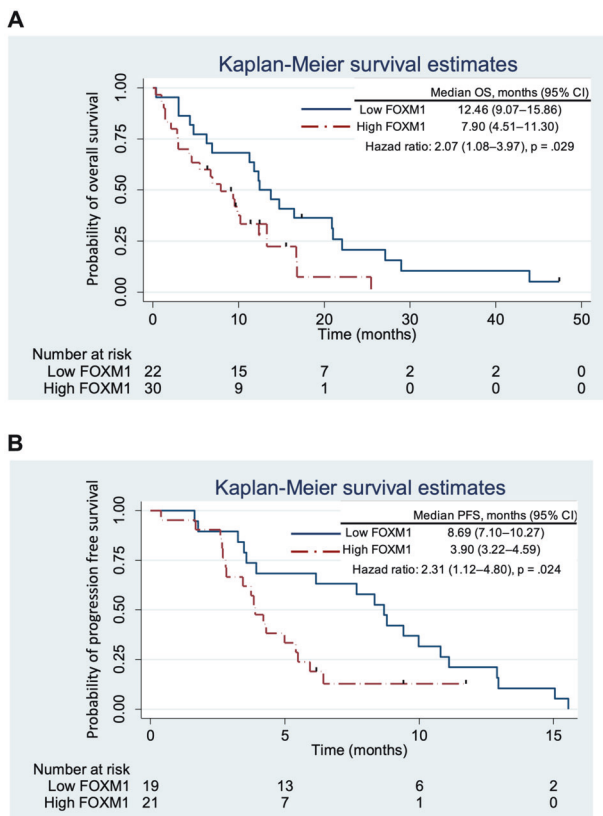 A
Kaplan-Meier survival estimates
Median OS, months (95% CI)
Low FOXM1 12.46 (9.07–15.86)
High FOXM1 7.90 (4.51–11.30)
Hazad ratio: 2.07 (1.08–3.97), p = .029
Probability of overall survival
1.00
0.75
0.50
0.25
0.00
0 10 20 30 40 50
Time (months)
Number at risk
Low FOXM1 22 15 7 2 2 0
High FOXM1 30 9 1 0 0 0
B
Kaplan-Meier survival estimates
Median PFS, months (95% CI)
Low FOXM1 8.69 (7.10–10.27)
High FOXM1 3.90 (3.22–4.59)
Hazad ratio: 2.31 (1.12–4.80), p = .024
Probability of progression free survival
1.00
0.75
0.50
0.25
0.00
0 5 10 15
Time (months)
Number at risk
Low FOXM1 19 13 6 2
High FOXM1 21 7 1 0